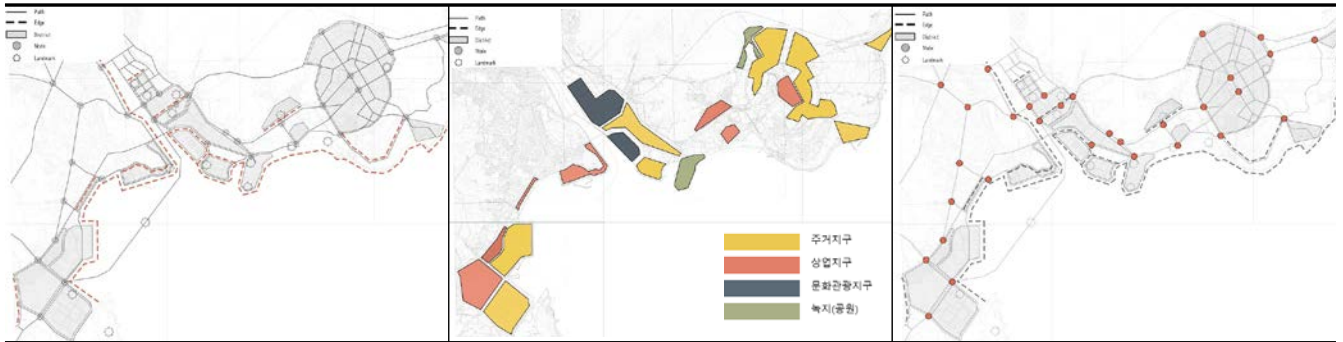 Path
Edge
District
Node
Landmark
Path
Edge
District
Node
Landmark
주거지구
상업지구
문화관광지구
녹지(공원)
Path
Edge
District
Node
Landmark